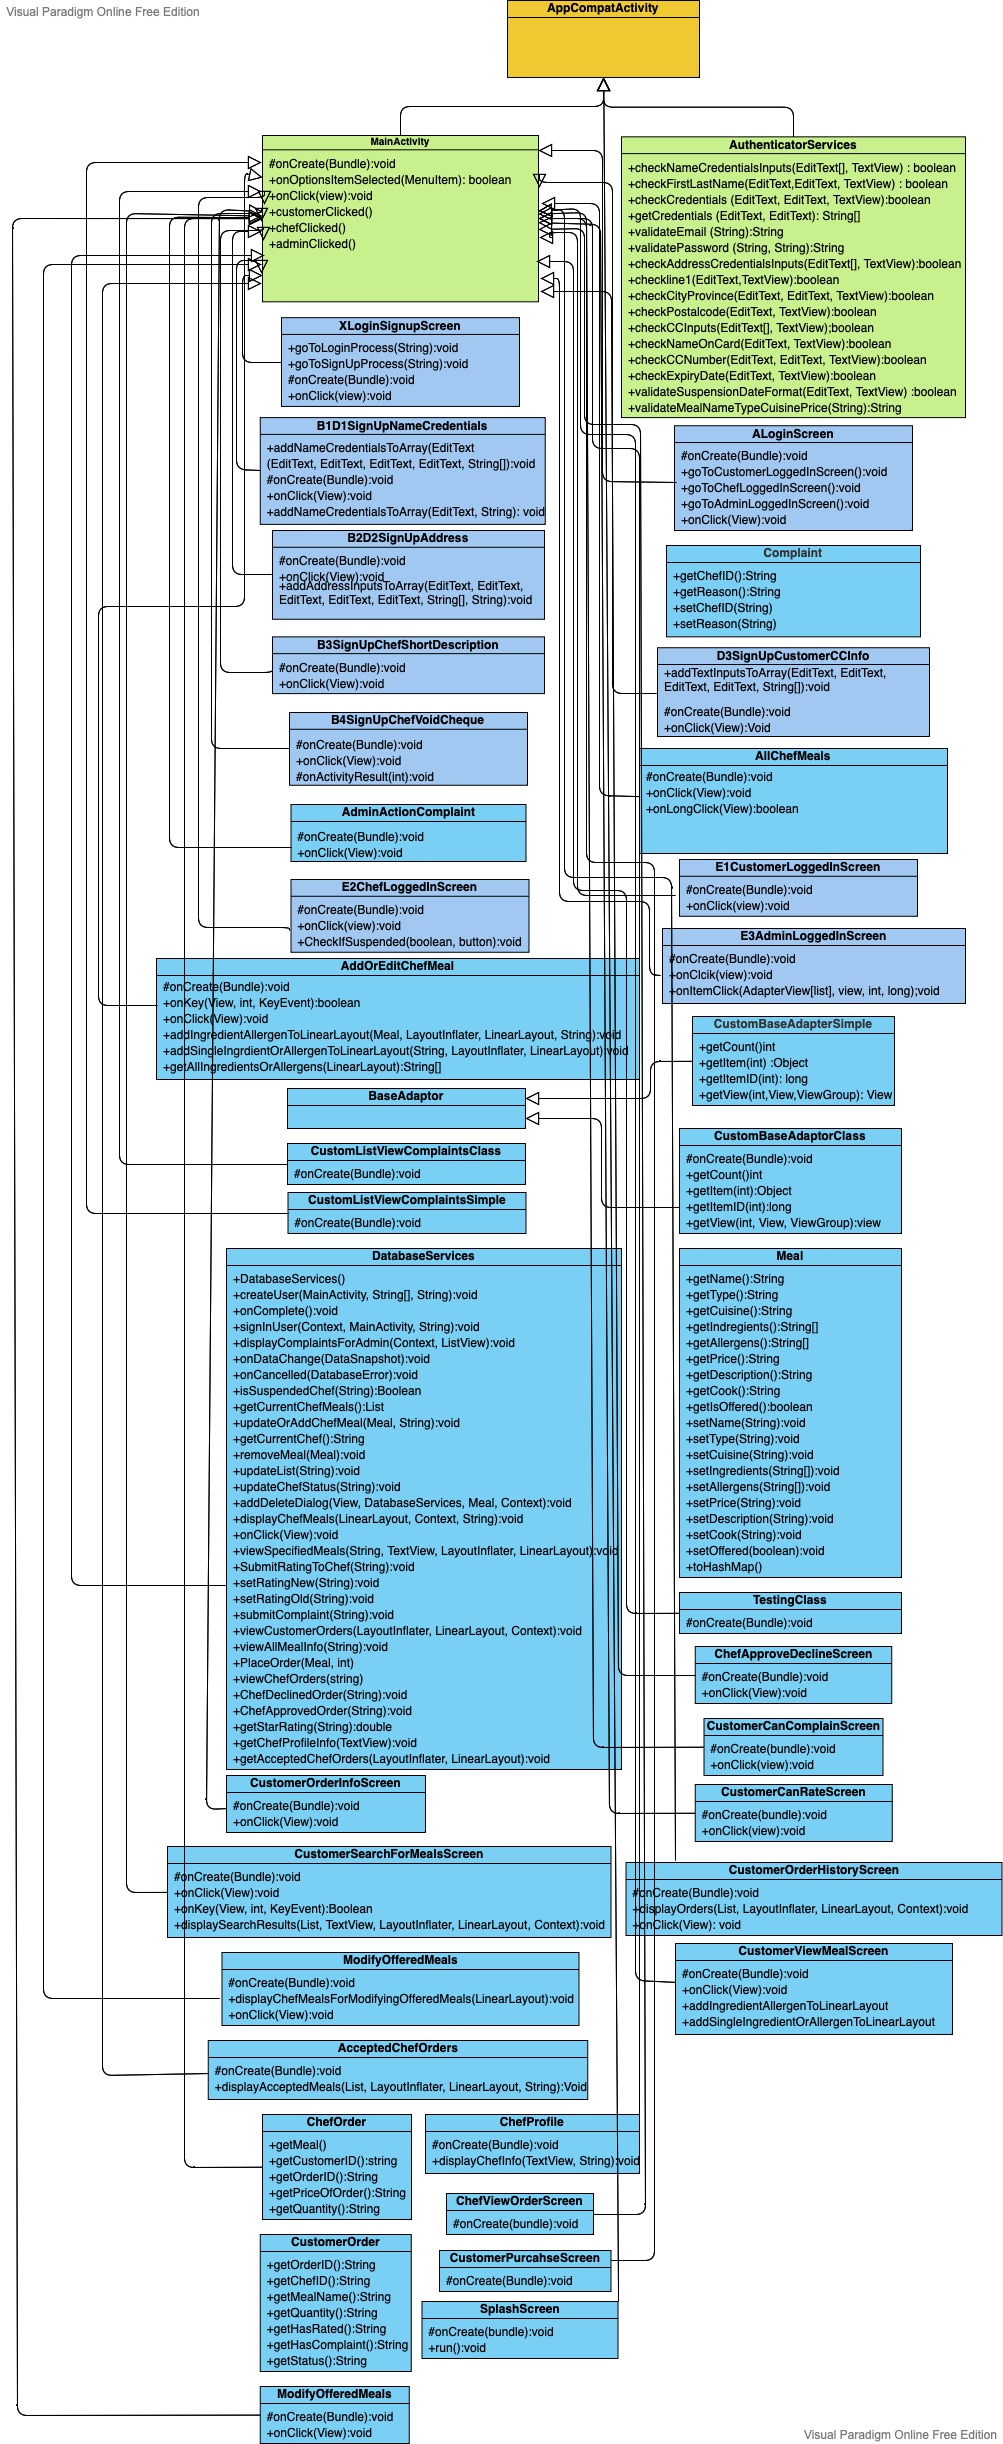 Visual Paradigm Online Free Edition
AppCompatActivity
MainActivity
#onCreate(Bundle):void
+onOptionsItemSelected(MenuItem): boolean
+onClick(view):void
+customerClicked()
+chefClicked()
+adminClicked()
AuthenticatorServices
+checkNameCredentialsInputs(EditText[], TextView) : boolean
+checkFirstLastName(EditText,EditText, TextView) : boolean
+checkCredentials (EditText, EditText, TextView):boolean
+getCredentials (EditText, EditText): String[]
+validateEmail (String):String
+validatePassword (String, String):String
+checkAddressCredentialsInputs(EditText[], TextView):boolean
+checkline1(EditText,TextView):boolean
+checkCityProvince(EditText, EditText, TextView):boolean
+checkPostalcode(EditText, TextView):boolean
+checkCCInputs(EditText[], TextView);boolean
+checkNameOnCard(EditText, TextView):boolean
+checkCCNumber(EditText, EditText, TextView):boolean
+checkExpiryDate(EditText, TextView):boolean
+validateSuspensionDateFormat(EditText, TextView) :boolean
+validateMealNameTypeCuisinePrice(String):String
XLoginSignupScreen
+goToLoginProcess(String):void
+goToSignUpProcess(String):void
#onCreate(Bundle):void
+onClick(view):void
B1D1SignUpNameCredentials
+addNameCredentialsToArray(EditText
(EditText, EditText, EditText, EditText, String[]):void
#onCreate(Bundle):void
+onClick(View):void
+addNameCredentialsToArray(EditText, String): void
ALoginScreen
#onCreate(Bundle):void
+goToCustomerLoggedInScreen():void
+goToChefLoggedInScreen():void
+goToAdminLoggedInScreen():void
+onClick(View):void
B2D2SignUpAddress
#onCreate(Bundle):void
+onClick(View):void
+addAddressInputsToArray(EditText, EditText,
EditText, EditText, EditText, String[], String):void
Complaint
+getChefID():String
+getReason():String
+setChefID(String)
+setReason(String)
B3SignUpChefShortDescription
#onCreate(Bundle):void
+onClick(View):void
D3SignUpCustomerCCInfo
+addTextInputsToArray(EditText, EditText,
EditText, EditText, String[]):void
#onCreate(Bundle):void
+onClick(View):Void
B4SignUpChefVoidCheque
#onCreate(Bundle):void
+onClick(View):void
#onActivityResult(int):void
AllChefMeals
#onCreate(Bundle):void
+onClick(View):void
+onLongClick(View):boolean
AdminActionComplaint
#onCreate(Bundle):void
+onClick(View):void
E1CustomerLoggedInScreen
#onCreate(Bundle):void
+onClick(view):void
E2ChefLoggedInScreen
#onCreate(Bundle):void
+onClick(view):void
+CheckIfSuspended(boolean, button):void
E3AdminLoggedInScreen
#onCreate(Bundle):void
+onClcik(view):void
+onItemClick(AdapterView[list], view, int, long);void
AddOrEditChefMeal
#onCreate(Bundle):void
+onKey(View, int, KeyEvent):boolean
+onClick(View):void
+addIngredientAllergenToLinearLayout(Meal, LayoutInflater, LinearLayout, String):void
+addSingleIngrdientOrAllergenToLinearLayout(String, LayoutInflater, LinearLayout):void
+getAllIngredientsOrAllergens(LinearLayout):String[]
CustomBaseAdapterSimple
+getCount()int
+getItem(int) :Object
+getItemID(int): long
+getView(int,View,ViewGroup): View
BaseAdaptor
CustomListViewComplaintsClass
#onCreate(Bundle):void
CustomBaseAdaptorClass
#onCreate(Bundle):void
+getCount()int
+getItem(int):Object
+getItemID(int):long
+getView(int, View, ViewGroup):view
CustomListViewComplaintsSimple
#onCreate(Bundle):void
DatabaseServices
+DatabaseServices()
+createUser(MainActivity, String[], String):void
+onComplete():void
+signInUser(Context, MainActivity, String):void
+displayComplaintsForAdmin(Context, ListView):void
+onDataChange(DataSnapshot):void
+onCancelled(DatabaseError):void
+isSuspendedChef(String):Boolean
+getCurrentChefMeals():List
+updateOrAddChefMeal(Meal, String):void
+getCurrentChef():String
+removeMeal(Meal):void
+updateList(String):void
+updateChefStatus(String):void
+addDeleteDialog(View, DatabaseServices, Meal, Context):void
+displayChefMeals(LinearLayout, Context, String):void
+onClick(View):void
+viewSpecifiedMeals(String, TextView, LayoutInflater, LinearLayout):void
+SubmitRatingToChef(String):void
+setRatingNew(String):void
+setRatingOld(String):void
+submitComplaint(String):void
+viewCustomerOrders(LayoutInflater, LinearLayout, Context):void
+viewAllMealInfo(String):void
+PlaceOrder(Meal, int)
+viewChefOrders(string)
+ChefDeclinedOrder(String):void
+ChefApprovedOrder(String):void
+getStarRating(String):double
+getChefProfileInfo(TextView):void
+getAcceptedChefOrders(LayoutInflater, LinearLayout):void
Meal
+getName():String
+getType():String
+getCuisine():String
+getIndregients():String[]
+getAllergens():String[]
+getPrice():String
+getDescription():String
+getCook():String
+getIsOffered():boolean
+setName(String):void
+setType(String):void
+setCuisine(String):void
+setIngredients(String[]):void
+setAllergens(String[]):void
+setPrice(String):void
+setDescription(String):void
+setCook(String):void
+setOffered(boolean):void
+toHashMap()
TestingClass
#onCreate(Bundle):void
ChefApproveDeclineScreen
#onCreate(Bundle):void
+onClick(View):void
CustomerCanComplainScreen
#onCreate(bundle):void
+onClick(view):void
CustomerOrderInfoScreen
#onCreate(Bundle):void
+onClick(View):void
CustomerCanRateScreen
#onCreate(bundle):void
+onClick(view):void
CustomerSearchForMealsScreen
#onCreate(Bundle):void
+onClick(View):void
+onKey(View, int, KeyEvent):Boolean
+displaySearchResults(List, TextView, LayoutInflater, LinearLayout, Context):void
CustomerOrderHistoryScreen
#onCreate(Bundle):void
+displayOrders(List, LayoutInflater, LinearLayout, Context):void
+onClick(View): void
ModifyOfferedMeals
#onCreate(Bundle):void
+displayChefMealsForModifyingOfferedMeals(LinearLayout):void
+onClick(View):void
CustomerViewMealScreen
#onCreate(Bundle):void
+onClick(View):void
+addIngredientAllergenToLinearLayout
+addSingleIngredientOrAllergenToLinearLayout
AcceptedChefOrders
#onCreate(Bundle):void
+displayAcceptedMeals(List, LayoutInflater, LinearLayout, String):Void
ChefOrder
+getMeal()
+getCustomerID():string
+getOrderID():String
+getPriceOfOrder():String
+getQuantity():String
ChefProfile
#onCreate(Bundle):void
+displayChefInfo(TextView, String):void
ChefViewOrderScreen
#onCreate(bundle):void
CustomerOrder
+getOrderID():String
+getChefID():String
+getMealName():String
+getQuantity():String
+getHasRated():String
+getHasComplaint():String
+getStatus():String
CustomerPurcahseScreen
#onCreate(Bundle):void
SplashScreen
#onCreate(bundle):void
+run():void
ModifyOfferedMeals
#onCreate(Bundle):void
+onClick(View):void
Visual Paradigm Online Free Edition